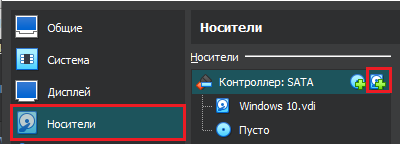 Общие
Система
Дисплей
Носители
Носители
Носители
Контроллер: SATA
Windows 10.vdi
Пусто